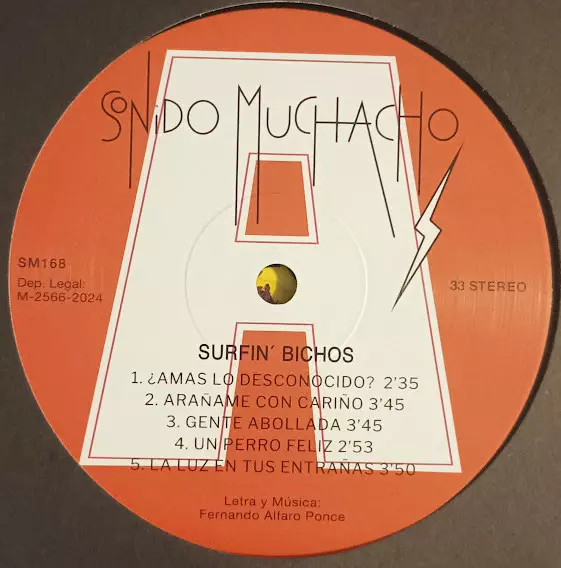 SONIDO MUCHACHO
A
SM168
Dep. Legal:
M-2566-2024
33 STEREO
SURFIN´ BICHOS
1. ¿AMAS LO DESCONOCIDO? 2'35
2. ARAÑAME CON CARIÑO 3'45
3. GENTE ABOLLADA 3'45
4. UN PERRO FELIZ 2'53
5. LA LUZ EN TUS ENTRAÑAS 3'50
Letra y Música:
Fernando Alfaro Ponce